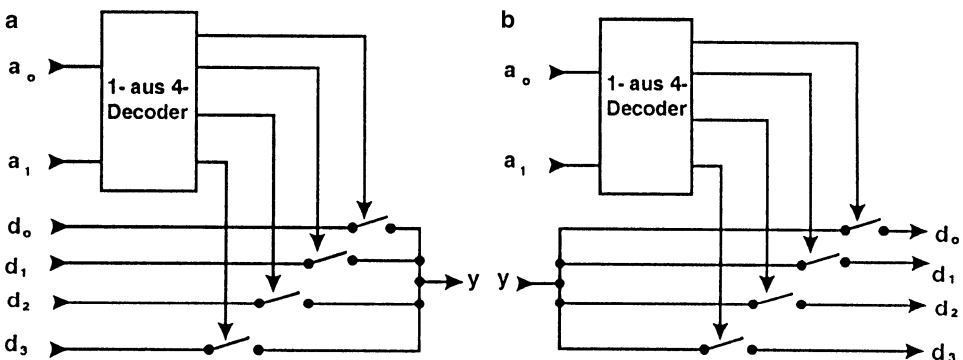 a
a₀
a₁
1- aus 4-
Decoder
d₀
d₁
d₂
d₃
y
b
a₀
a₁
1- aus 4-
Decoder
y
d₀
d₁
d₂
d₃